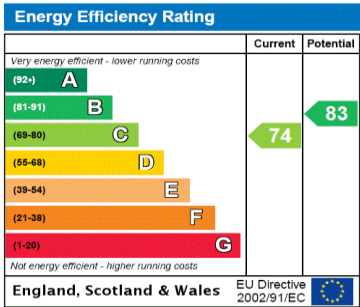 Energy Efficiency Rating
Current Potential
Very energy efficient - lower running costs
(92+) A
(81-91) B
83
(69-80) C
74
(55-68) D
(39-54) E
(21-38) F
(1-20) G
Not energy efficient - higher running costs
England, Scotland & Wales
EU Directive
2002/91/EC